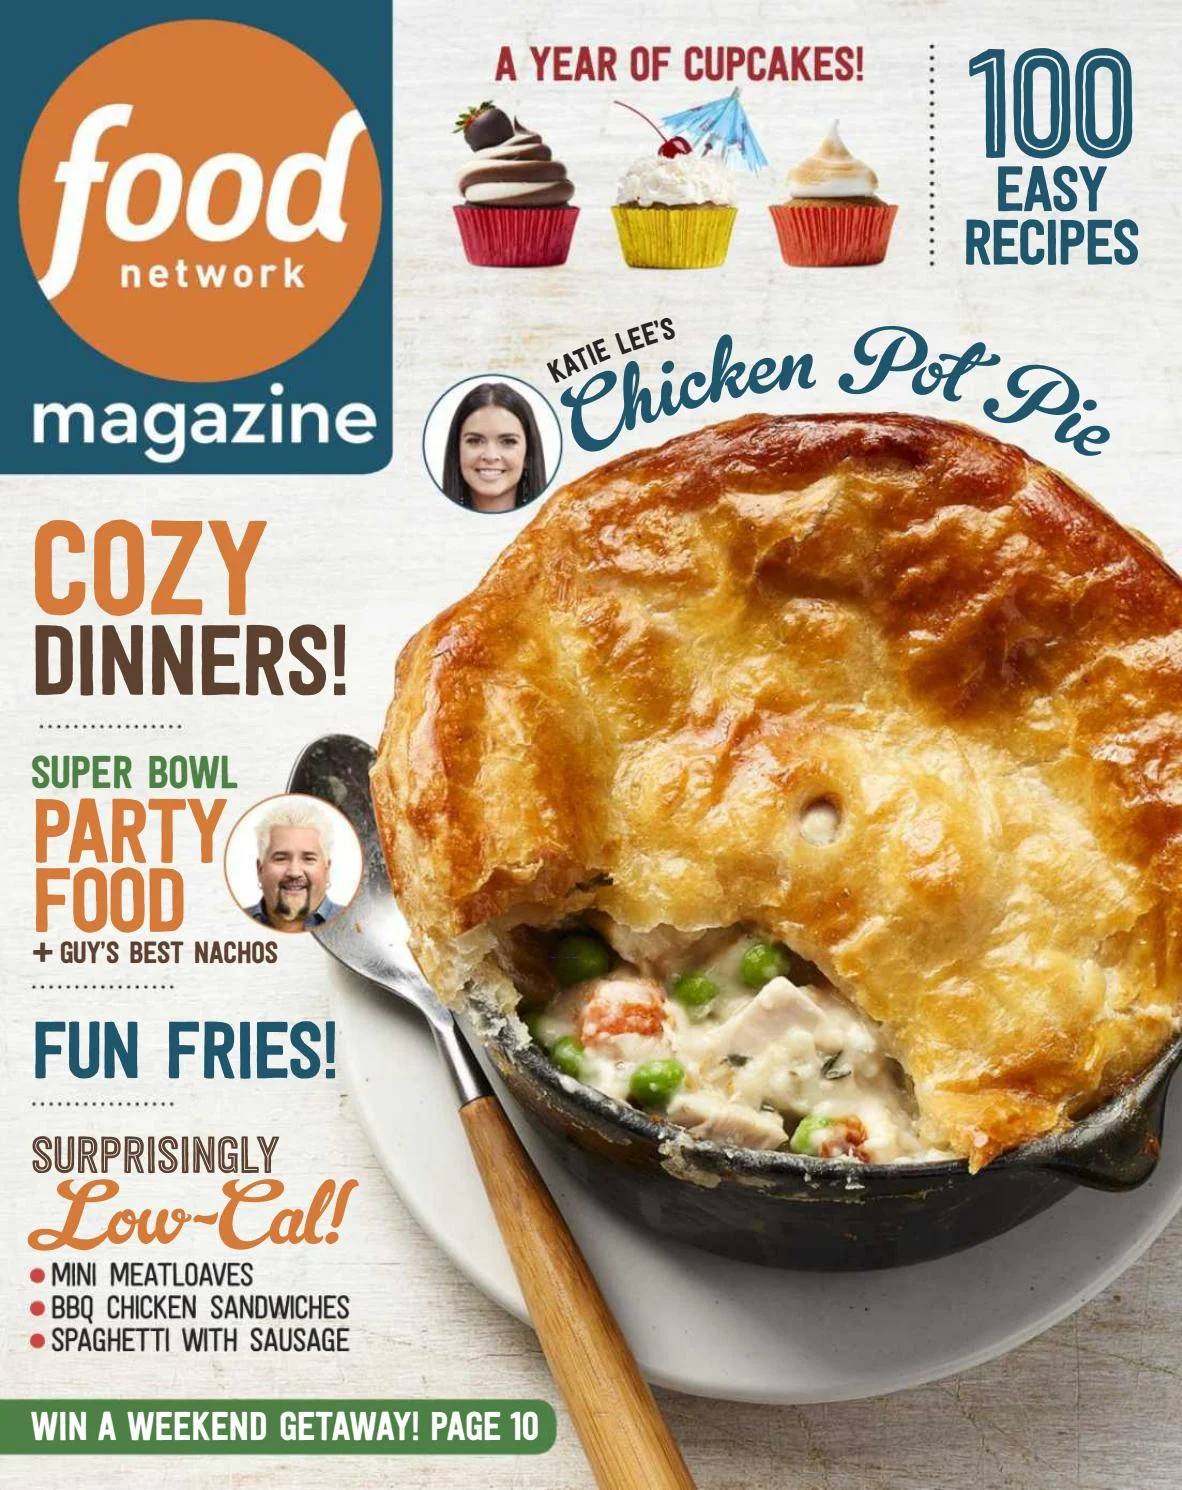 food
network
magazine
A YEAR OF CUPCAKES!
100
EASY
RECIPES
KATIE LEE'S
Chicken Pot Pie
COZY
DINNERS!
SUPER BOWL
PARTY
FOOD
+ GUY'S BEST NACHOS
FUN FRIES!
SURPRISINGLY
Low-Cal!
• MINI MEATLOAVES
• BBQ CHICKEN SANDWICHES
• SPAGHETTI WITH SAUSAGE
WIN A WEEKEND GETAWAY! PAGE 10